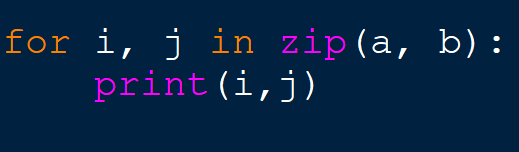 for i, j in zip(a, b):
    print(i,j)